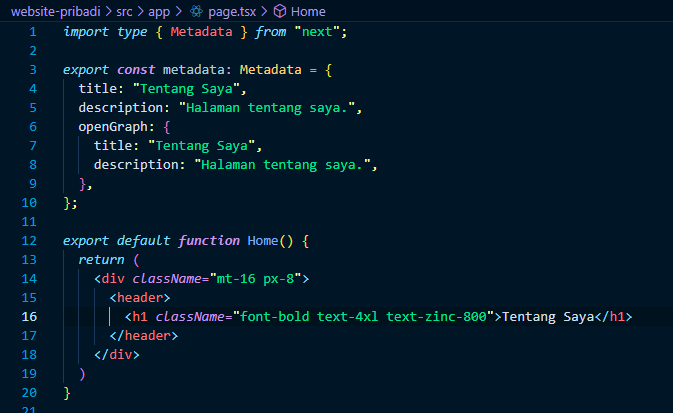 website-pribadi > src > app > page.tsx > Home
1 import type { Metadata } from "next";
2
3 export const metadata: Metadata = {
4 title: "Tentang Saya",
5 description: "Halaman tentang saya.",
6 openGraph: {
7 title: "Tentang Saya",
8 description: "Halaman tentang saya.",
9 },
10 };
11
12 export default function Home() {
13 return (
14 <div className="mt-16 px-8">
15 <header>
16 <h1 className="font-bold text-4xl text-zinc-800">Tentang Saya</h1>
17 </header>
18 </div>
19 )
20 }
21